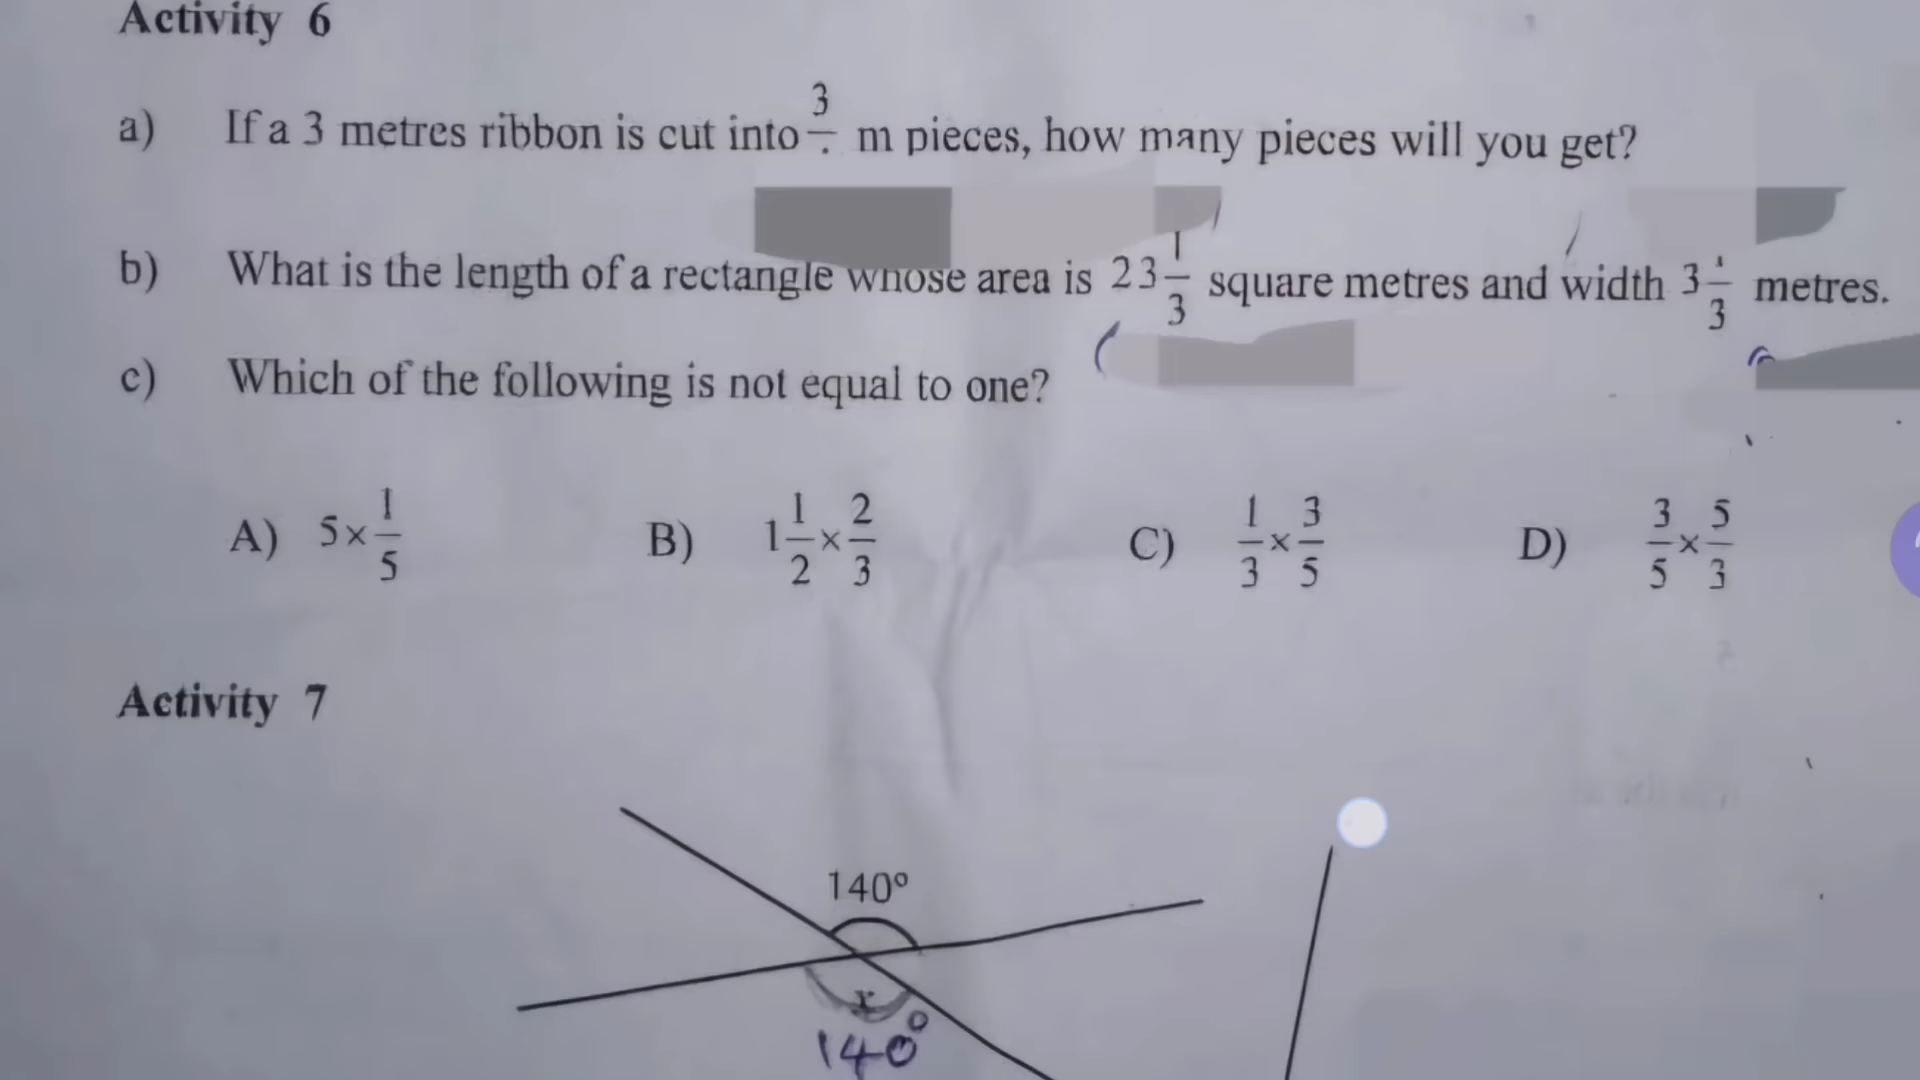 Activity 6
a) If a 3 metres ribbon is cut into 3 m pieces, how many pieces will you get?
b) What is the length of a rectangle whose area is 23 1/3 square metres and width 3 1/3 metres.
c) Which of the following is not equal to one?
A) 5 × 1/5 B) 1 1/2 × 2/3 C) 1/3 × 3/5 D) 3/5 × 5/3
Activity 7
140°
x
140°